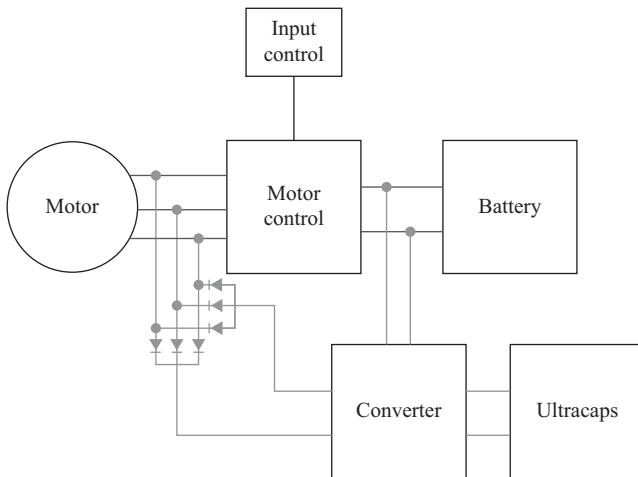 Input
control
Motor
Motor
control
Battery
Converter
Ultracaps